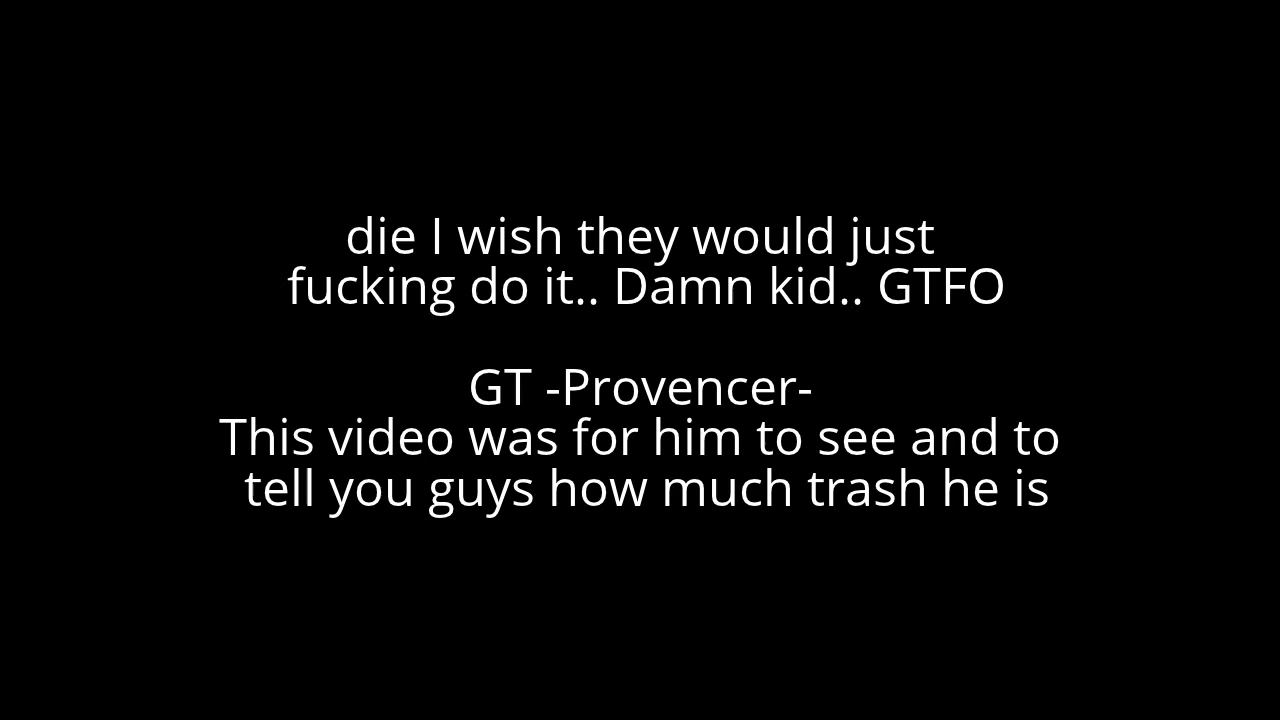 die I wish they would just
fucking do it.. Damn kid.. GTFO
GT -Provencer-
This video was for him to see and to
tell you guys how much trash he is